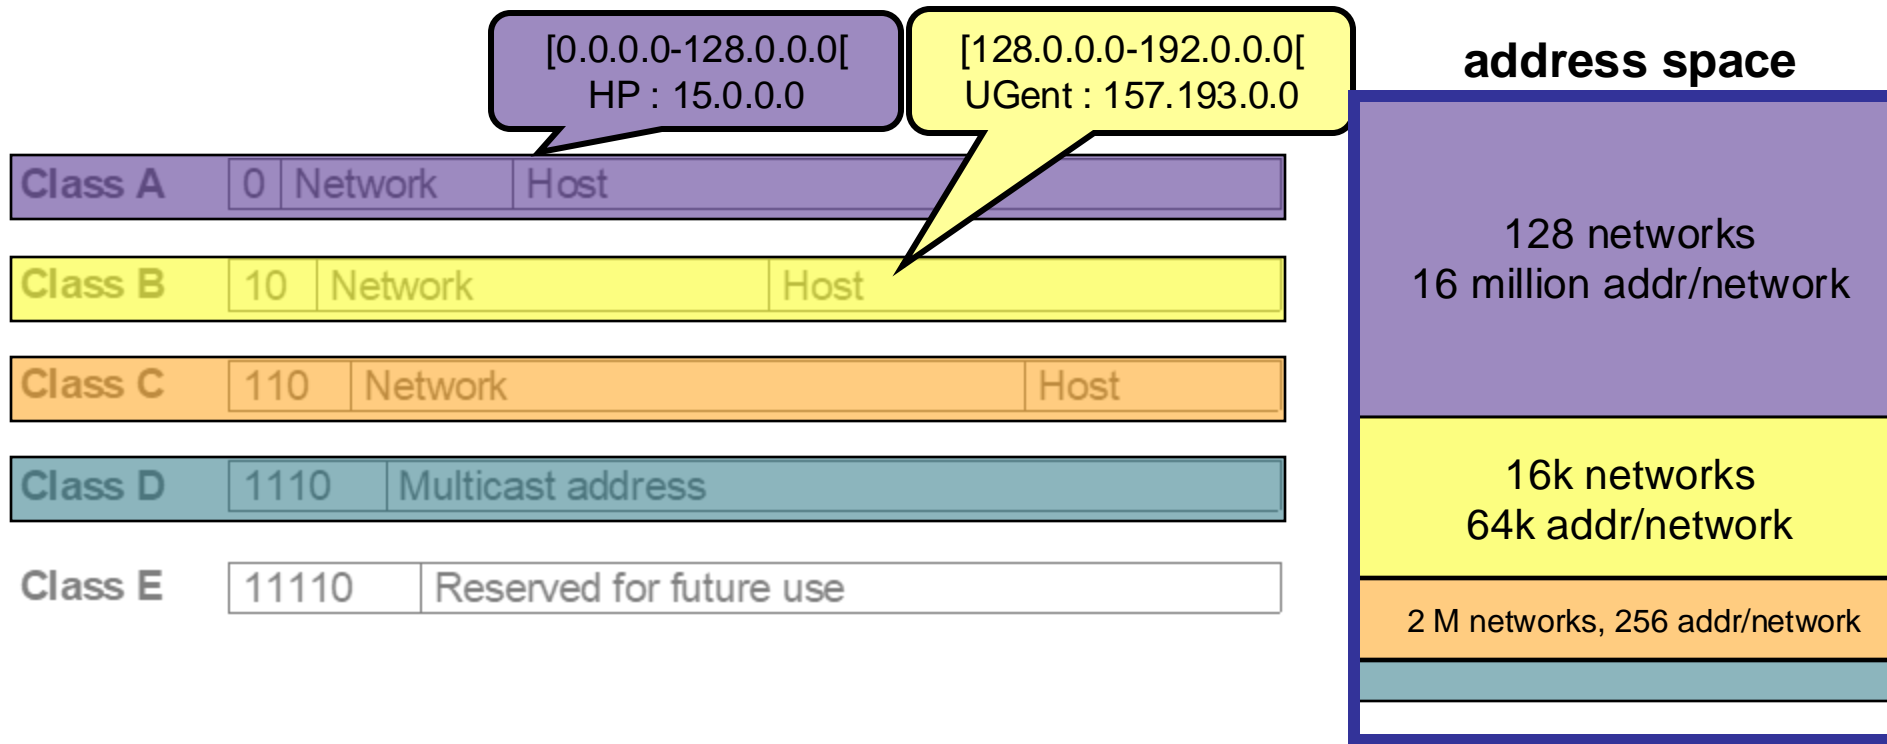 [0.0.0.0-128.0.0.0[
HP : 15.0.0.0
[128.0.0.0-192.0.0.0[
UGent : 157.193.0.0
address space
Class A 0 Network Host
Class B 10 Network Host
Class C 110 Network Host
Class D 1110 Multicast address
Class E 11110 Reserved for future use
128 networks
16 million addr/network
16k networks
64k addr/network
2 M networks, 256 addr/network